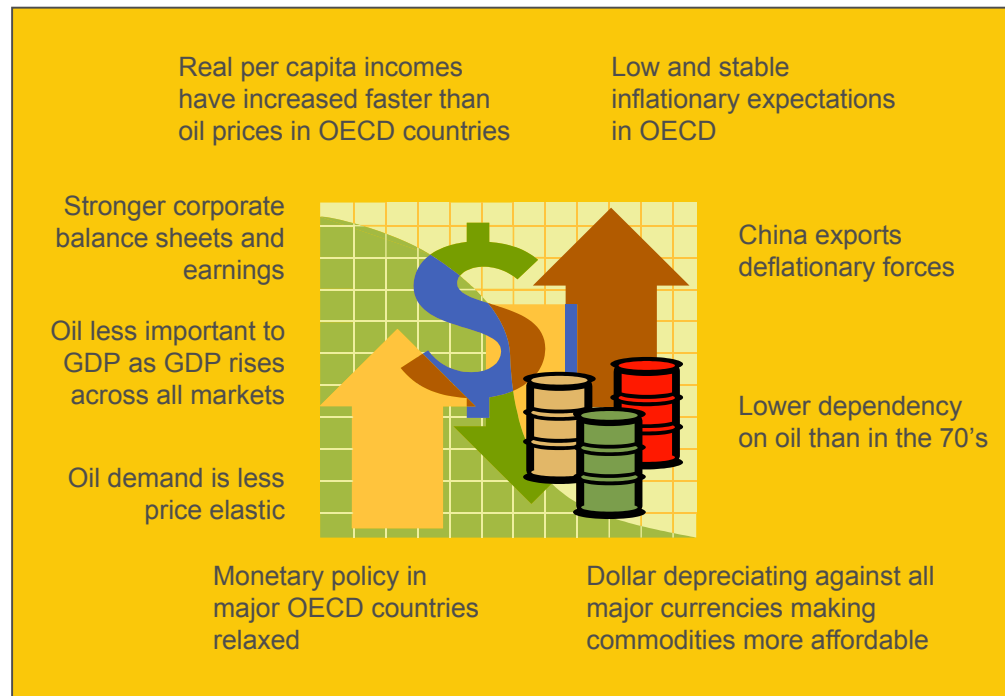 Real per capita incomes
have increased faster than
oil prices in OECD countries
Low and stable
inflationary expectations
in OECD
Stronger corporate
balance sheets and
earnings
China exports
deflationary forces
Oil less important to
GDP as GDP rises
across all markets
Lower dependency
on oil than in the 70's
Oil demand is less
price elastic
Monetary policy in
major OECD countries
relaxed
Dollar depreciating against all
major currencies making
commodities more affordable